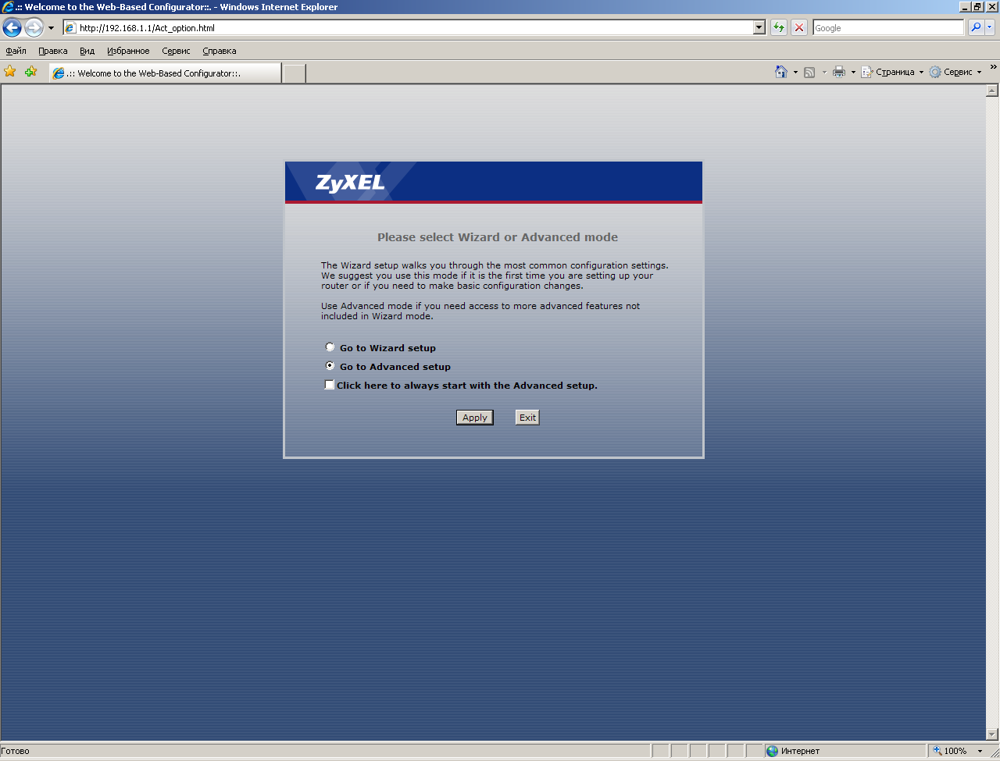 .:: Welcome to the Web-Based Configurator::. - Windows Internet Explorer
http://192.168.1.1/Act_option.html
Google
Файл Правка Вид Избранное Сервис Справка
.:: Welcome to the Web-Based Configurator::.
Страница Сервис
ZyXEL
Please select Wizard or Advanced mode
The Wizard setup walks you through the most common configuration settings.
We suggest you use this mode if it is the first time you are setting up your
router or if you need to make basic configuration changes.
Use Advanced mode if you need access to more advanced features not
included in Wizard mode.
Go to Wizard setup
Go to Advanced setup
Click here to always start with the Advanced setup.
Apply Exit
Готово
Интернет
100%